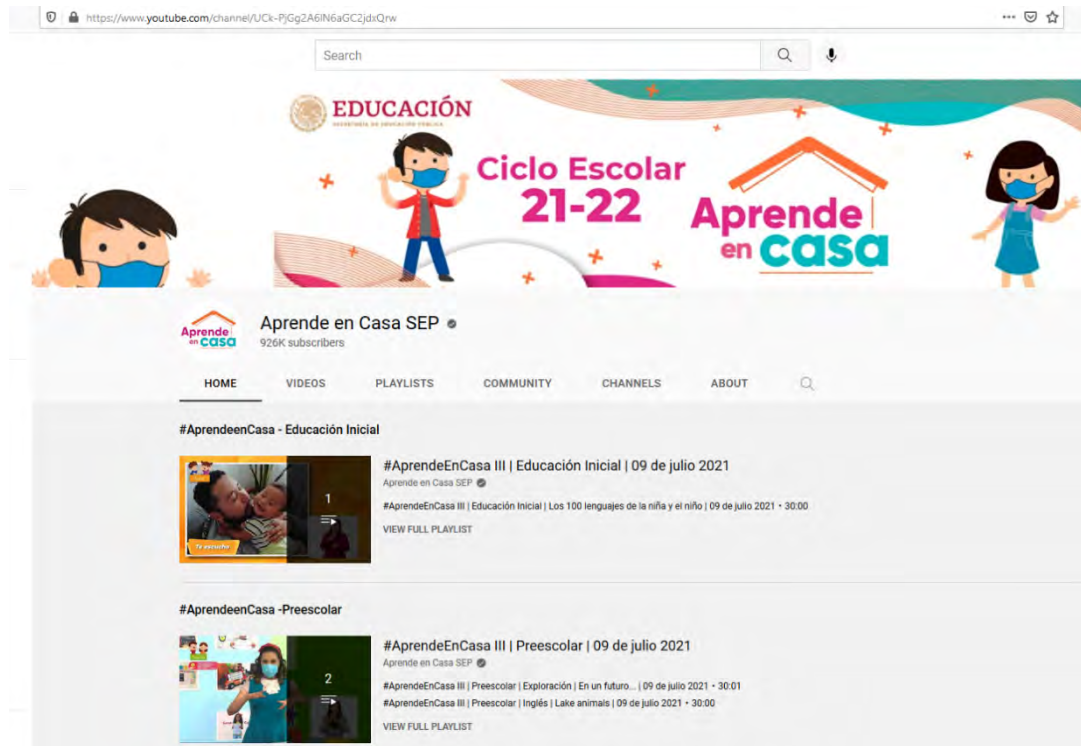 https://www.youtube.com/channel/UCk-PjGg2A6IN6aGC2jdxQrw
Search
EDUCACIÓN
SECRETARÍA DE EDUCACIÓN PÚBLICA
Ciclo Escolar
21-22
Aprende
en casa
Aprende
en casa
Aprende en Casa SEP
926K subscribers
HOME VIDEOS PLAYLISTS COMMUNITY CHANNELS ABOUT
#AprendeenCasa - Educación Inicial
#AprendeEnCasa III | Educación Inicial | 09 de julio 2021
Aprende en Casa SEP
1
#AprendeEnCasa III | Educación Inicial | Los 100 lenguajes de la niña y el niño | 09 de julio 2021 • 30:00
VIEW FULL PLAYLIST
Te escucho
#AprendeenCasa -Preescolar
#AprendeEnCasa III | Preescolar | 09 de julio 2021
Aprende en Casa SEP
2
#AprendeEnCasa III | Preescolar | Exploración | En un futuro... | 09 de julio 2021 • 30:01
#AprendeEnCasa III | Preescolar | Inglés | Lake animals | 09 de julio 2021 • 30:00
VIEW FULL PLAYLIST